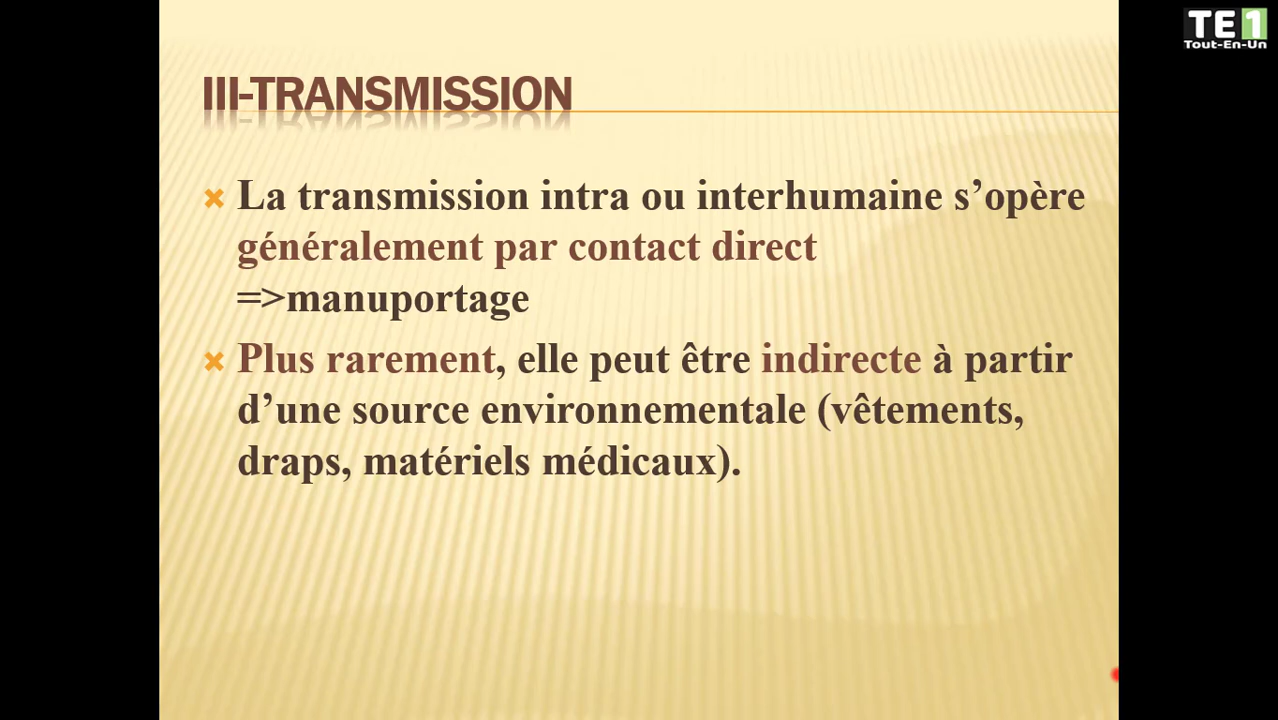 TE1
Tout-En-Un
III-TRANSMISSION
La transmission intra ou interhumaine s’opère
généralement par contact direct
=>manuportage
Plus rarement, elle peut être indirecte à partir
d’une source environnementale (vêtements,
draps, matériels médicaux).